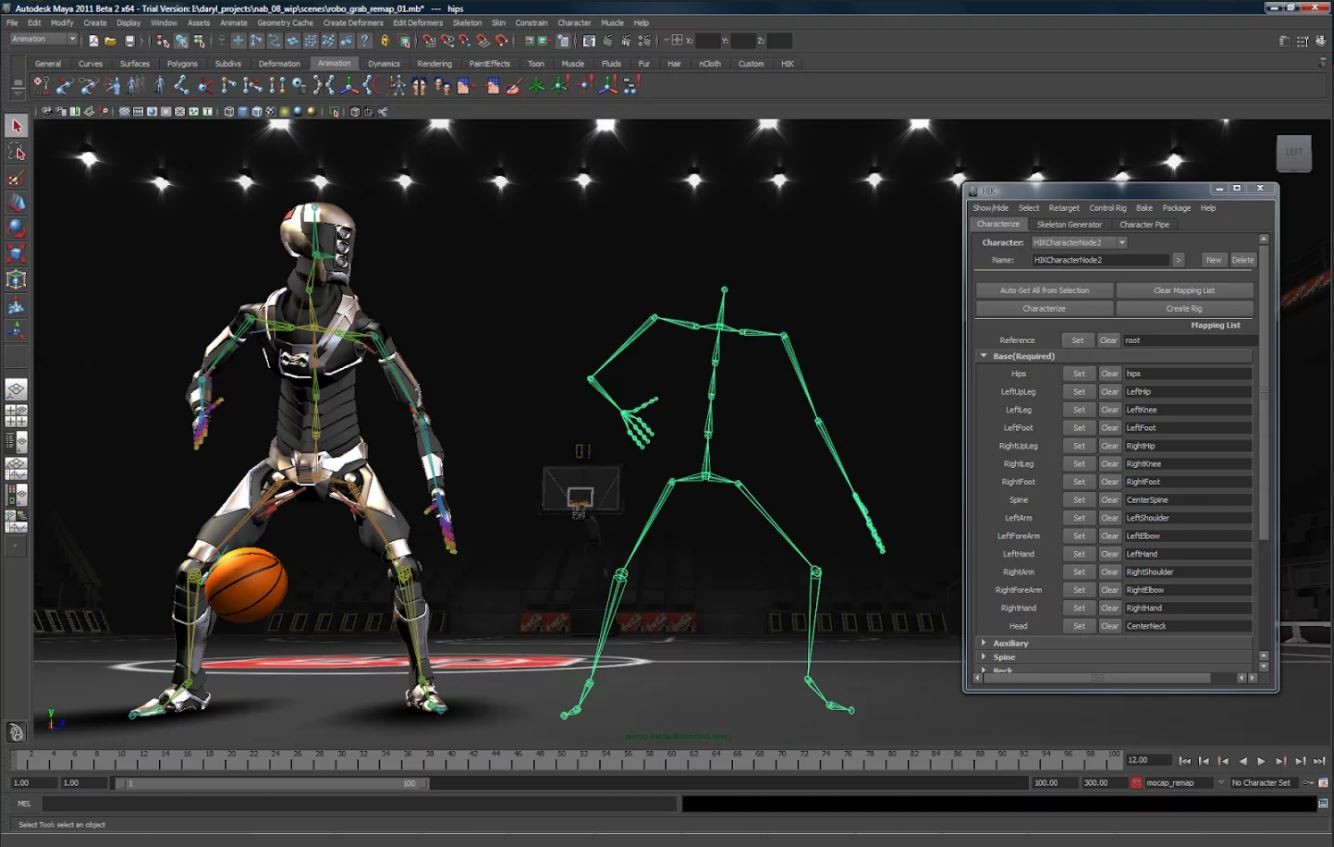 Autodesk Maya 2011 Beta 2 x64 - Trial Version: I:\daryl_projects\nab_08_wip\scenes\robo_grab_remap_01.mb* --- hips
File Edit Modify Create Display Window Assets Animate Geometry Cache Create Deformers Edit Deformers Skeleton Skin Constrain Character Muscle Help
Animation X: Y: Z:
General Curves Surfaces Polygons Subdivs Deformation Animation Dynamics Rendering PaintEffects Toon Muscle Fluids Fur Hair nCloth Custom HIK
LEFT
HIK
Show/Hide Select Retarget Control Rig Bake Package Help
Characterize Skeleton Generator Character Pipe
Character: HIKCharacterNode2
Name: HIKCharacterNode2 > New Delete
Auto-Set All from Selection Clear Mapping List
Characterize Create Rig
Mapping List
Reference Set Clear root
Base(Required)
Hips Set Clear hips
LeftUpLeg Set Clear LeftHip
LeftLeg Set Clear LeftKnee
LeftFoot Set Clear LeftFoot
RightUpLeg Set Clear RightHip
RightLeg Set Clear RightKnee
RightFoot Set Clear RightFoot
Spine Set Clear CenterSpine
LeftArm Set Clear LeftShoulder
LeftForeArm Set Clear LeftElbow
LeftHand Set Clear LeftHand
RightArm Set Clear RightShoulder
RightForeArm Set Clear RightElbow
RightHand Set Clear RightHand
Head Set Clear CenterNeck
Auxiliary
Spine
Neck
y
2 4 6 8 10 12 14 16 18 20 22 24 26 28 30 32 34 36 38 40 42 44 46 48 50 52 54 56 58 60 62 64 66 68 70 72 74 76 78 80 82 84 86 88 90 92 94 96 98 100 12.00
1.00 1.00 1 100 100.00 300.00 mocap_remap No Character Set
MEL
Select Tool: select an object